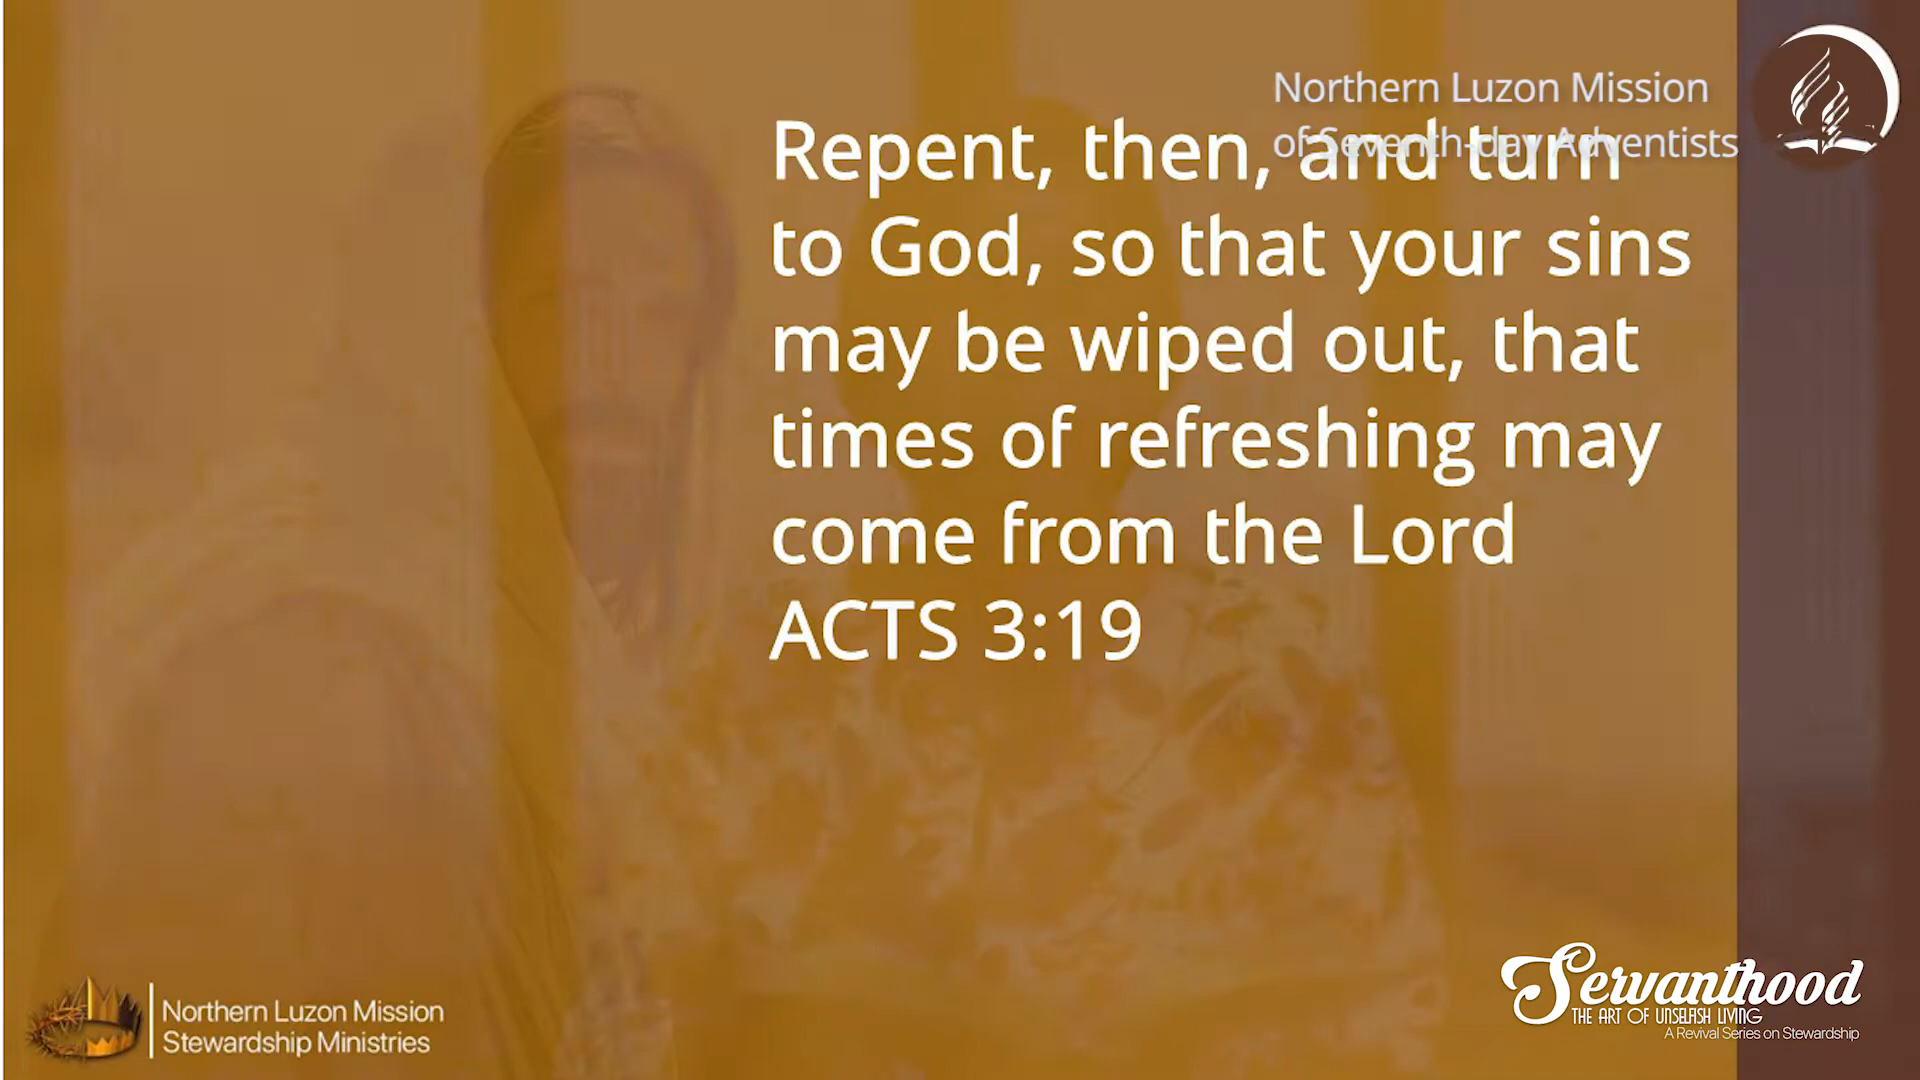 Northern Luzon Mission
of Seventh-day Adventists
Repent, then, and turn
to God, so that your sins
may be wiped out, that
times of refreshing may
come from the Lord
ACTS 3:19
Northern Luzon Mission
Stewardship Ministries
Servanthood
THE ART OF UNSELFISH LIVING
A Revival Series on Stewardship